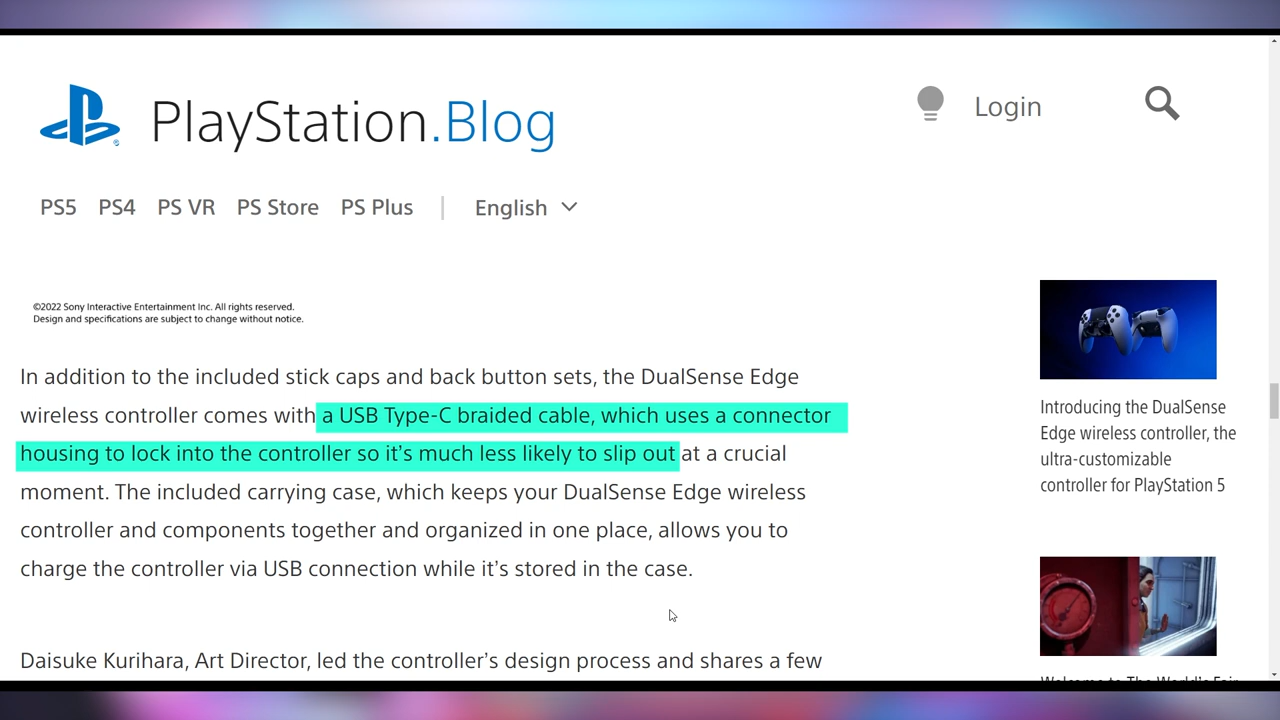 PlayStation.Blog
Login
PS5 PS4 PS VR PS Store PS Plus | English
©2022 Sony Interactive Entertainment Inc. All rights reserved.
Design and specifications are subject to change without notice.
In addition to the included stick caps and back button sets, the DualSense Edge
wireless controller comes with a USB Type-C braided cable, which uses a connector
housing to lock into the controller so it’s much less likely to slip out at a crucial
moment. The included carrying case, which keeps your DualSense Edge wireless
controller and components together and organized in one place, allows you to
charge the controller via USB connection while it’s stored in the case.
Daisuke Kurihara, Art Director, led the controller’s design process and shares a few
Introducing the DualSense
Edge wireless controller, the
ultra-customizable
controller for PlayStation 5
Welcome to The World’s Fair